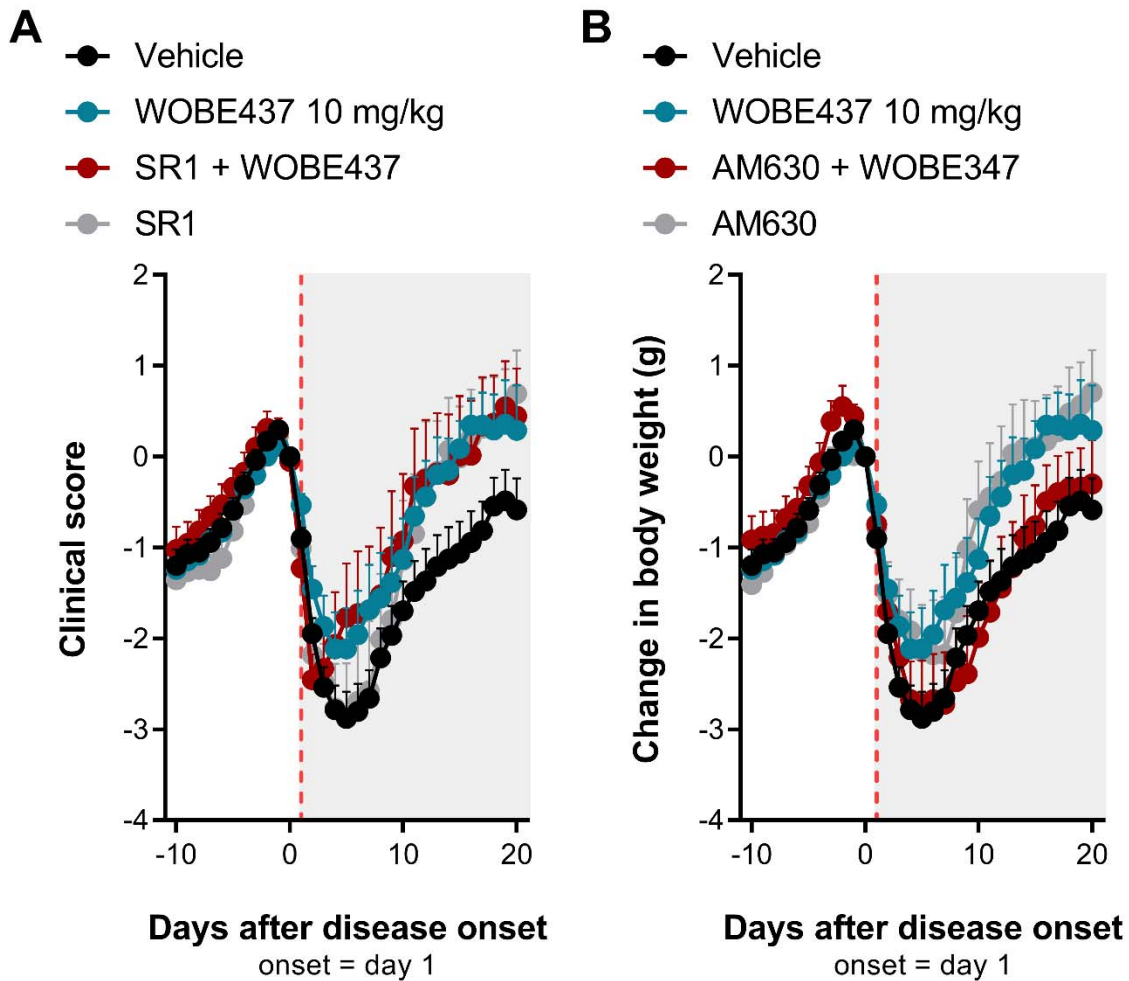 A
Vehicle
WOBE437 10 mg/kg
SR1 + WOBE437
SR1
Clinical score
2
1
0
-1
-2
-3
-4
-10
0
10
20
Days after disease onset
onset = day 1
B
Vehicle
WOBE437 10 mg/kg
AM630 + WOBE347
AM630
Change in body weight (g)
2
1
0
-1
-2
-3
-4
-10
0
10
20
Days after disease onset
onset = day 1